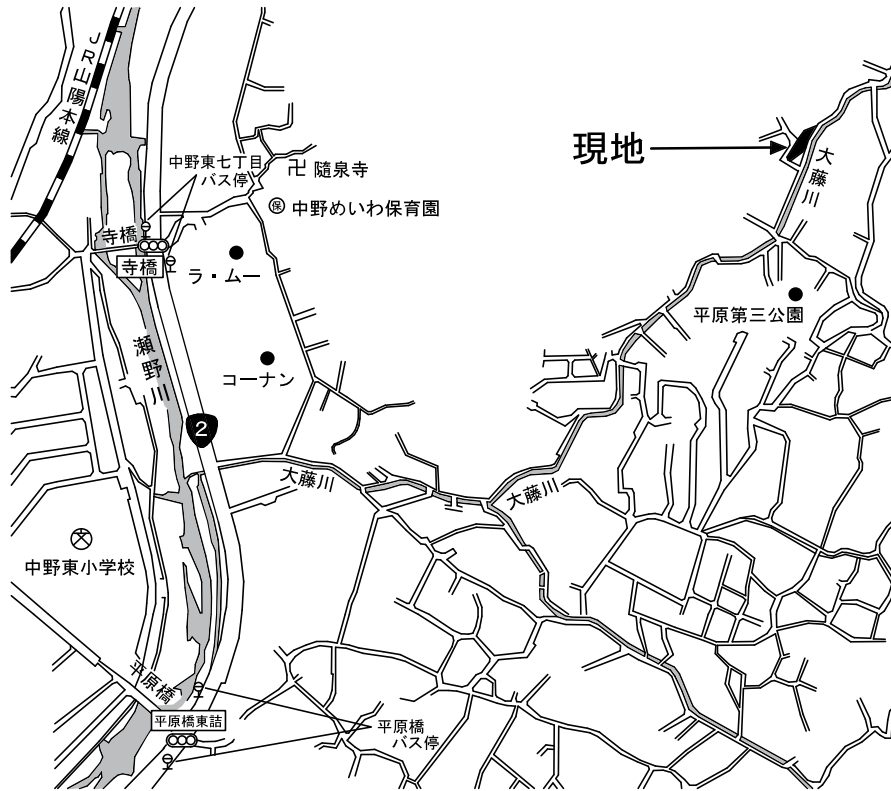 JR山陽本線
中野東七丁目
バス停
卍 隨泉寺
保 中野めいわ保育園
現地
大藤川
寺橋
寺橋
ラ・ムー
平原第三公園
瀬野川
コーナン
2
大藤川
大藤川
文
中野東小学校
平原橋
平原橋東詰
平原橋
バス停